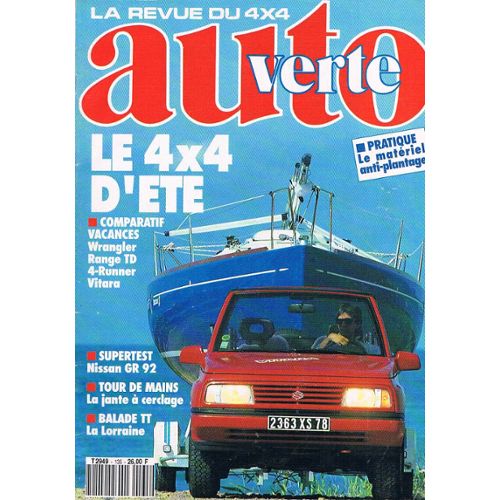 LA REVUE DU 4X4
auto
verte
PRATIQUE
Le matériel
anti-plantage
LE 4x4
D'ETE
COMPARATIF
VACANCES
Wrangler
Range TD
4-Runner
Vitara
SUPERTEST
Nissan GR 92
TOUR DE MAINS
La jante à cerclage
BALADE TT
La Lorraine
2363 XS 78
26,00 F